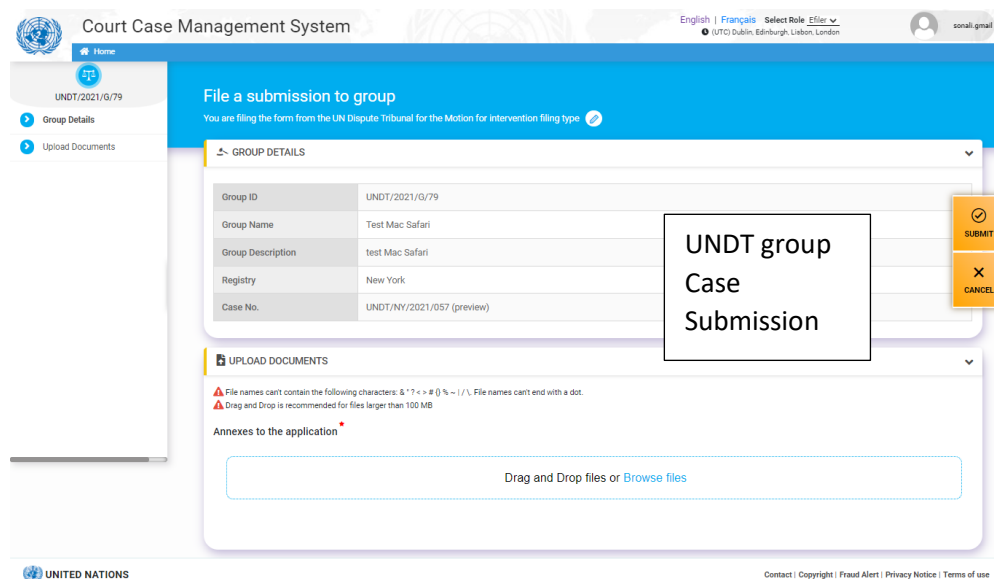 Court Case Management System
English | Français Select Role Efiler
(UTC) Dublin, Edinburgh, Lisbon, London
sonali.gmail
Home
UNDT/2021/G/79
Group Details
Upload Documents
File a submission to group
You are filing the form from the UN Dispute Tribunal for the Motion for intervention filing type
GROUP DETAILS
Group ID UNDT/2021/G/79
Group Name Test Mac Safari
Group Description test Mac Safari
Registry New York
Case No. UNDT/NY/2021/057 (preview)
SUBMIT
CANCEL
UNDT group
Case
Submission
UPLOAD DOCUMENTS
File names can't contain the following characters: & " ? < > # {} % ~ | / \. File names can't end with a dot.
Drag and Drop is recommended for files larger than 100 MB
Annexes to the application *
Drag and Drop files or Browse files
UNITED NATIONS
Contact | Copyright | Fraud Alert | Privacy Notice | Terms of use